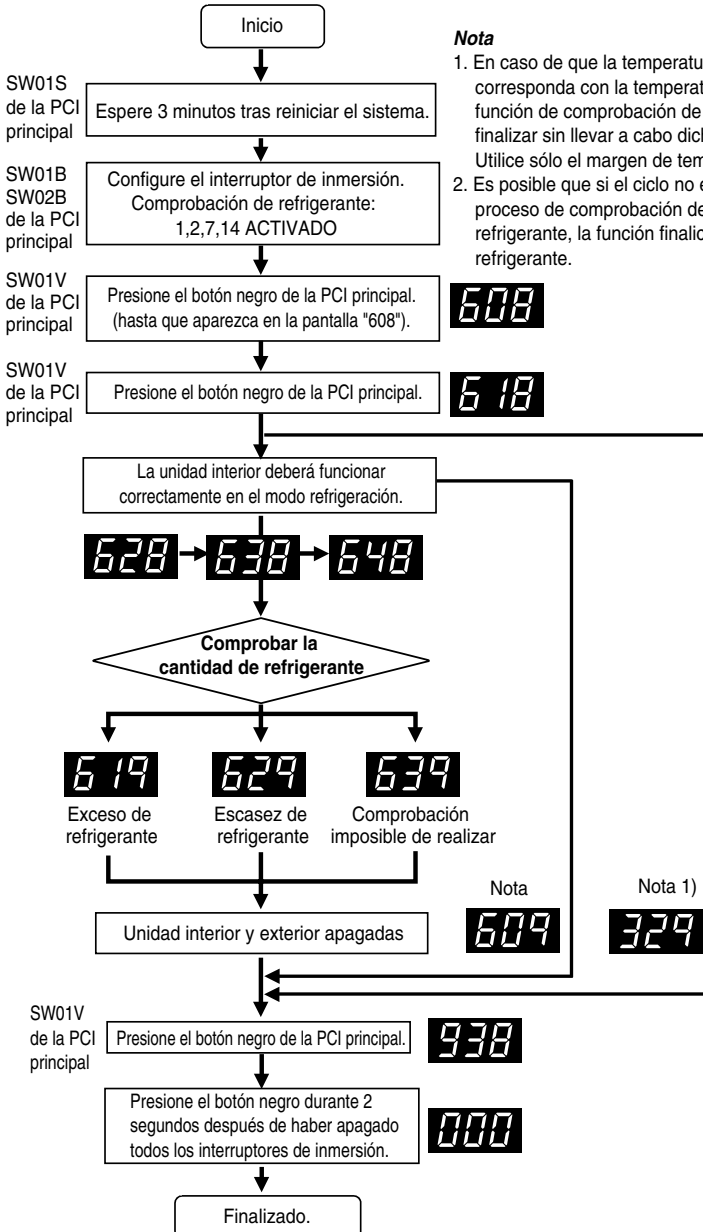 Inicio
Nota
1. En caso de que la
corresponda con la
función de comprobación de
finalizar sin llevar a cabo
Utilice sólo el margen de
2. Es posible que si el ciclo no
proceso de comprobación de
refrigerante, la función
refrigerante.
SW01S
de la PCI
principal
Espere 3 minutos tras reiniciar el sistema.
SW01B
SW02B
de la PCI
principal
Configure el interruptor de inmersión.
Comprobación de refrigerante:
1,2,7,14 ACTIVADO
SW01V
de la PCI
principal
Presione el botón negro de la PCI principal.
(hasta que aparezca en la pantalla "608").
608
SW01V
de la PCI
principal
Presione el botón negro de la PCI principal.
618
La unidad interior deberá funcionar
correctamente en el modo refrigeración.
628
638
648
Comprobar la
cantidad de refrigerante
619
629
639
Exceso de
refrigerante
Escasez de
refrigerante
Comprobación
imposible de realizar
Nota
Nota 1)
Unidad interior y exterior apagadas
609
329
SW01V
de la PCI
principal
Presione el botón negro de la PCI principal.
938
Presione el botón negro durante 2
segundos después de haber apagado
todos los interruptores de inmersión.
000
Finalizado.